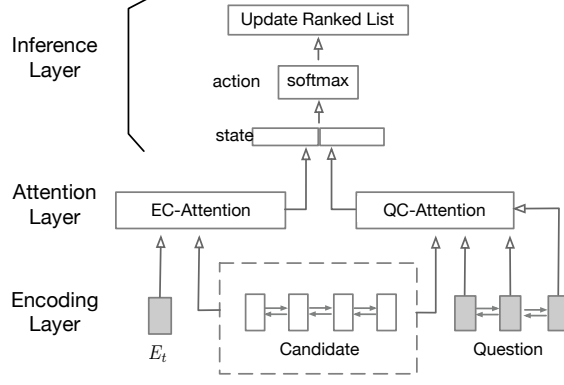 Update Ranked List
Inference
Layer
action
softmax
state
Attention
Layer
EC-Attention
QC-Attention
Encoding
Layer
E_t
Candidate
Question